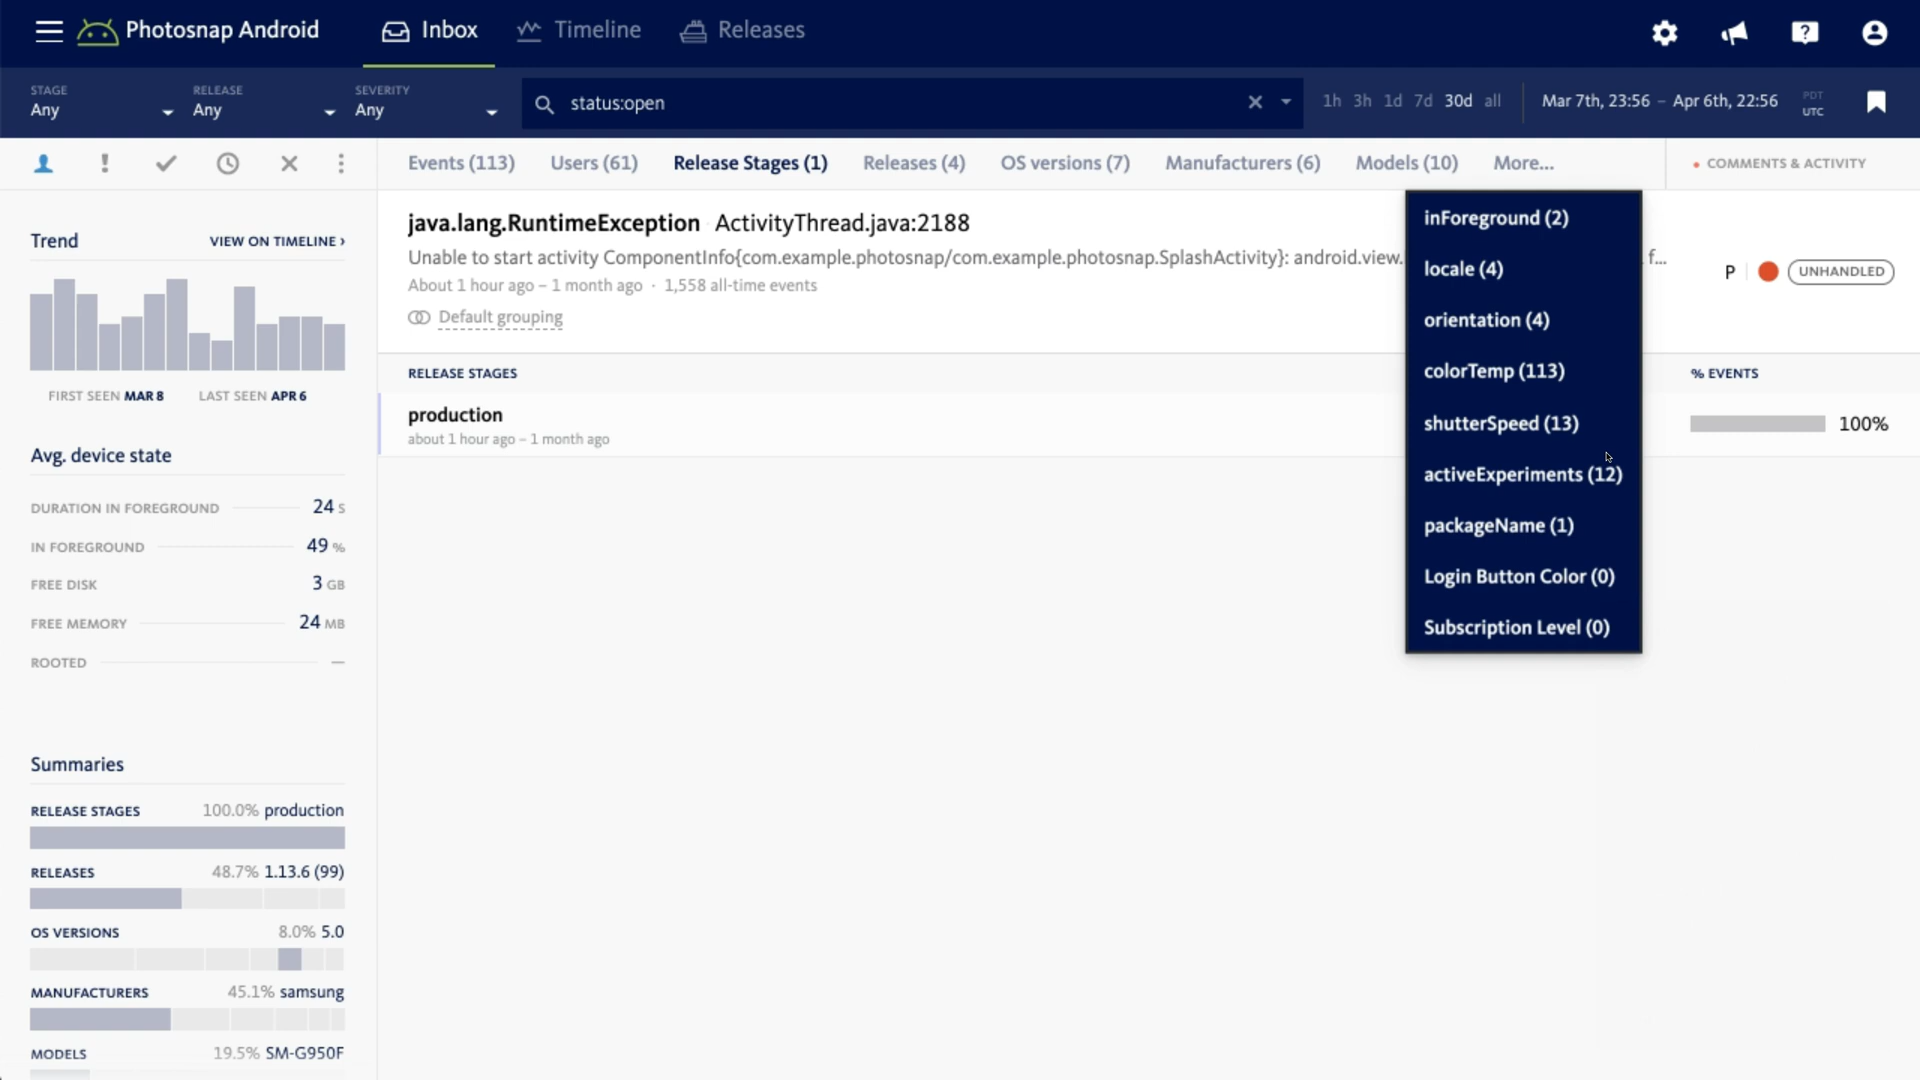 Photosnap Android
Inbox
Timeline
Releases
STAGE
Any
RELEASE
Any
SEVERITY
Any
status:open
1h 3h 1d 7d 30d all
Mar 7th, 23:56 – Apr 6th, 22:56
PDT
UTC
Events (113)
Users (61)
Release Stages (1)
Releases (4)
OS versions (7)
Manufacturers (6)
Models (10)
More...
COMMENTS & ACTIVITY
Trend
VIEW ON TIMELINE ›
FIRST SEEN MAR 8
LAST SEEN APR 6
Avg. device state
DURATION IN FOREGROUND 24 S
IN FOREGROUND 49 %
FREE DISK 3 GB
FREE MEMORY 24 MB
ROOTED —
Summaries
RELEASE STAGES 100.0% production
RELEASES 48.7% 1.13.6 (99)
OS VERSIONS 8.0% 5.0
MANUFACTURERS 45.1% samsung
MODELS 19.5% SM-G950F
java.lang.RuntimeException ActivityThread.java:2188
Unable to start activity ComponentInfo{com.example.photosnap/com.example.photosnap.SplashActivity}: android.view. f...
About 1 hour ago – 1 month ago · 1,558 all-time events
Default grouping
P
UNHANDLED
RELEASE STAGES
% EVENTS
production
about 1 hour ago – 1 month ago
100%
inForeground (2)
locale (4)
orientation (4)
colorTemp (113)
shutterSpeed (13)
activeExperiments (12)
packageName (1)
Login Button Color (0)
Subscription Level (0)